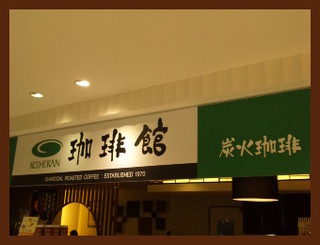 珈琲館
KOHIKAN
CHARCOAL ROASTED COFFEE ESTABLISHED 1970
炭火珈琲